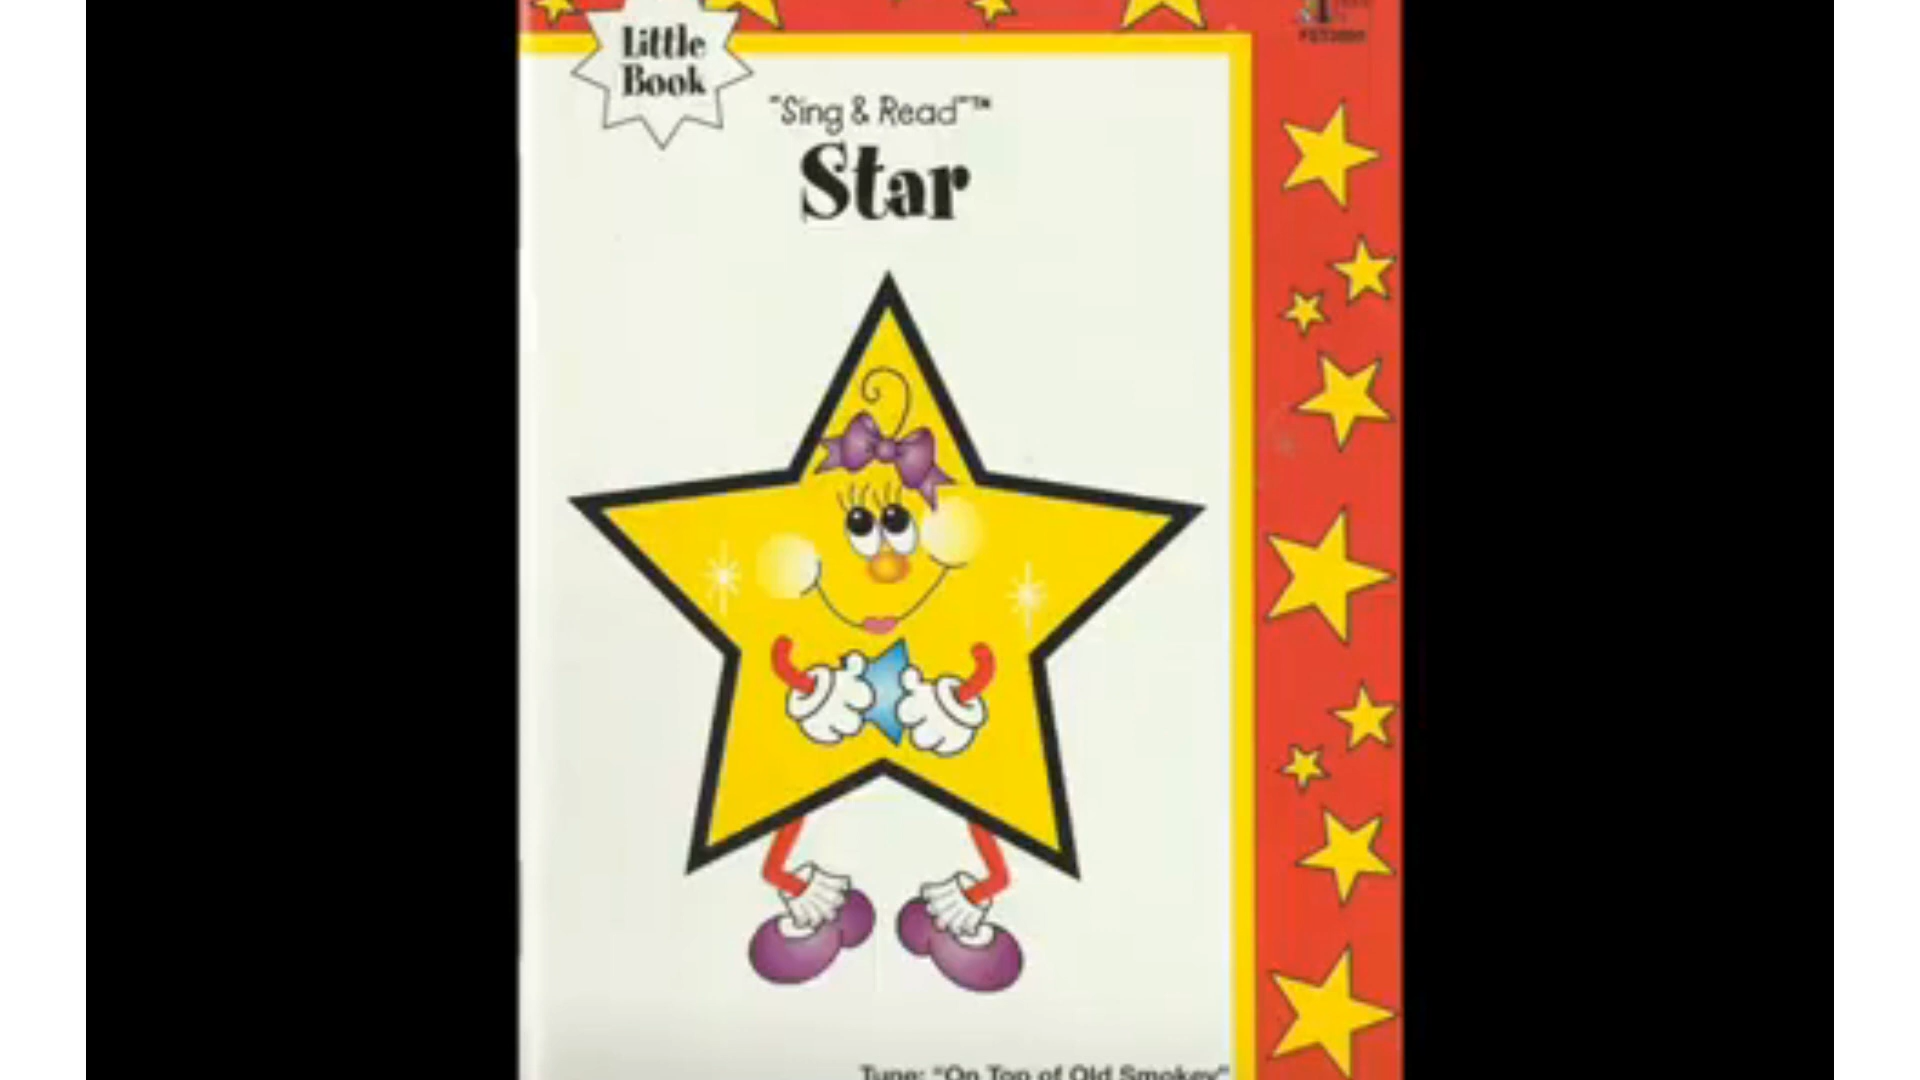 Little
Book
"Sing & Read"™
Star
Tune: "On Top of Old Smokey"